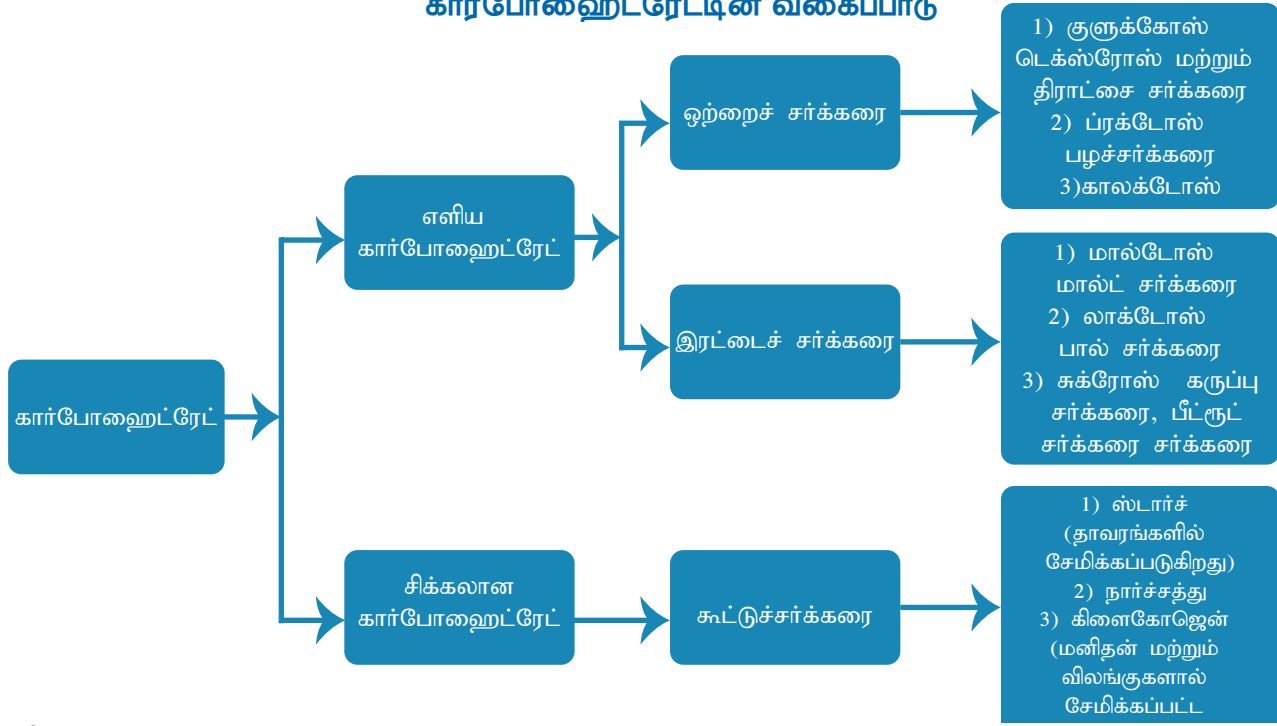 கார்போஹைட்ரேட்டின் வகைப்பாடு
கார்போஹைட்ரேட்
எளிய
கார்போஹைட்ரேட்
ஒற்றைச் சர்க்கரை
1) குளுக்கோஸ்
டெக்ஸ்ரோஸ் மற்றும்
திராட்சை சர்க்கரை
2) ப்ரக்டோஸ்
பழச்சர்க்கரை
3)காலக்டோஸ்
இரட்டைச் சர்க்கரை
1) மால்டோஸ்
மால்ட் சர்க்கரை
2) லாக்டோஸ்
பால் சர்க்கரை
3) சுக்ரோஸ் கருப்பு
சர்க்கரை, பீட்ரூட்
சர்க்கரை சர்க்கரை
சிக்கலான
கார்போஹைட்ரேட்
கூட்டுச்சர்க்கரை
1) ஸ்டார்ச்
(தாவரங்களில்
சேமிக்கப்படுகிறது)
2) நார்ச்சத்து
3) கிளைகோஜென்
(மனிதன் மற்றும்
விலங்குகளால்
சேமிக்கப்பட்ட